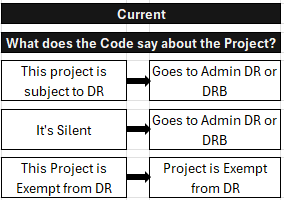 Current
What does the Code say about the Project?
This project is
subject to DR
Goes to Admin DR or
DRB
It's Silent
Goes to Admin DR or
DRB
This Project is
Exempt from DR
Project is Exempt
from DR